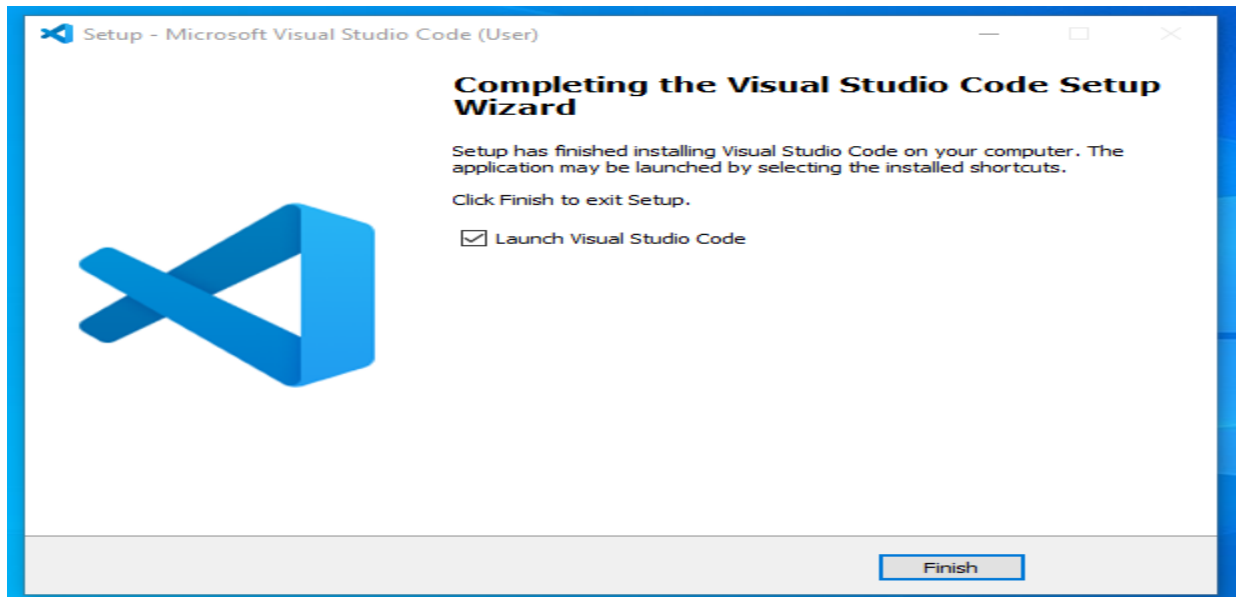 Setup - Microsoft Visual Studio Code (User)
Completing the Visual Studio Code Setup
Wizard
Setup has finished installing Visual Studio Code on your computer. The
application may be launched by selecting the installed shortcuts.
Click Finish to exit Setup.
Launch Visual Studio Code
Finish